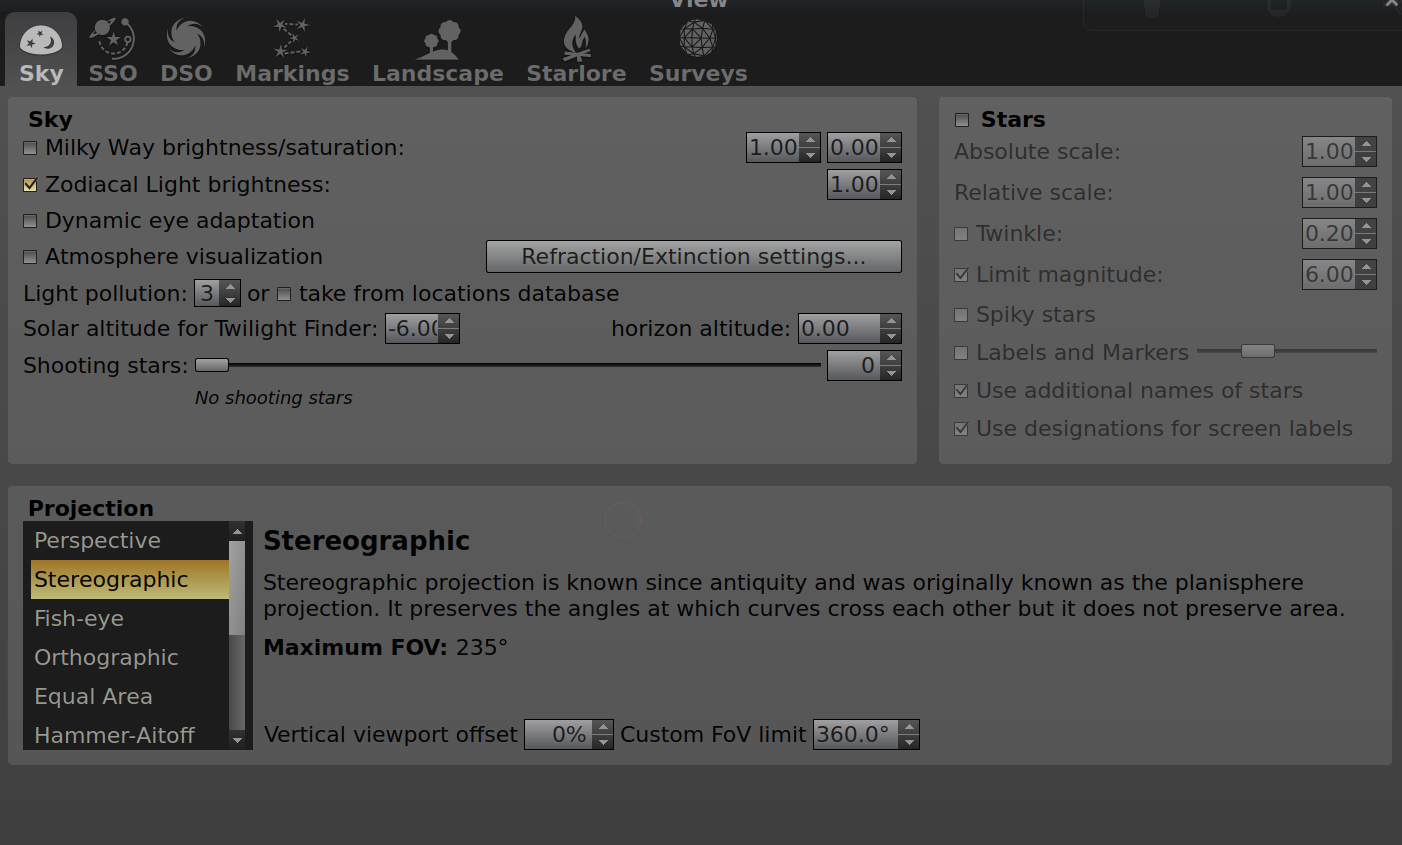 View
Sky SSO DSO Markings Landscape Starlore Surveys
Sky
Milky Way brightness/saturation: 1.00 0.00
Zodiacal Light brightness: 1.00
Dynamic eye adaptation
Atmosphere visualization Refraction/Extinction settings...
Light pollution: 3 or take from locations database
Solar altitude for Twilight Finder: -6.00 horizon altitude: 0.00
Shooting stars: 0
No shooting stars
Stars
Absolute scale: 1.00
Relative scale: 1.00
Twinkle: 0.20
Limit magnitude: 6.00
Spiky stars
Labels and Markers
Use additional names of stars
Use designations for screen labels
Projection
Perspective
Stereographic
Fish-eye
Orthographic
Equal Area
Hammer-Aitoff
Stereographic
Stereographic projection is known since antiquity and was originally known as the planisphere
projection. It preserves the angles at which curves cross each other but it does not preserve area.
Maximum FOV: 235°
Vertical viewport offset 0% Custom FoV limit 360.0°